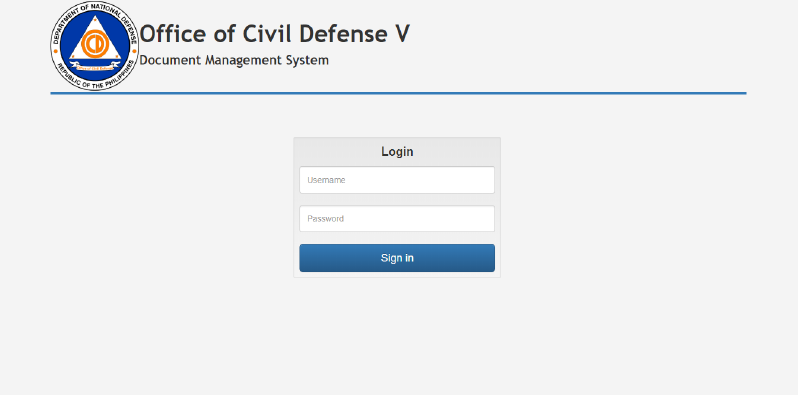 DEPARTMENT OF NATIONAL DEFENSE
REPUBLIC OF THE PHILIPPINES
Office of Civil Defense V
Document Management System
Login
Username
Password
Sign in